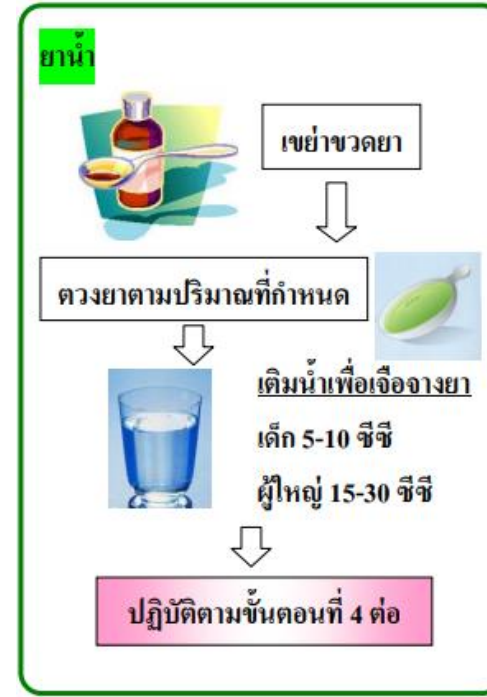 ยาน้ำ
เขย่าขวดยา
ตวงยาตามปริมาณที่กำหนด
เติมน้ำเพื่อเจือจางยา
เด็ก 5-10 ซีซี
ผู้ใหญ่ 15-30 ซีซี
ปฏิบัติตามขั้นตอนที่ 4 ต่อ